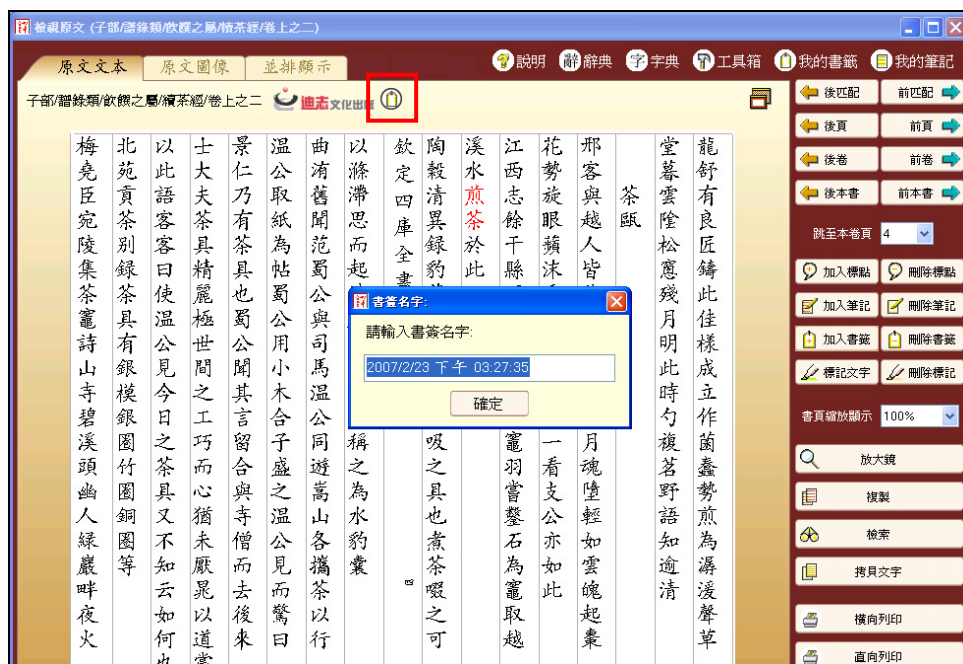 檢視原文 (子部/譜錄類/飲饌之屬/續茶經/卷上之二)
原文文本 原文圖像 並排顯示
說明 辭 辭典 字 字典 工具箱 我的書籤 我的筆記
子部/譜錄類/飲饌之屬/續茶經/卷上之二 迪志文化出版
龍舒有良匠鑄此佳樣成立作菌蠢勢煎為潺湲聲草
堂暮雲陰松窻殘月明此時勺複茗野語知逾清
茶甌
邢客與越人皆 月魂墮輕如雲魄起棗
花勢旋眼蘋沫 一看支公亦如此
江西志餘干縣 竈羽嘗鑿石為竈取越
溪水煎茶於此
陶穀清異録豹 吸之具也煮茶啜之可
欽定四庫全書 四
以滌滯思而起 稱之為水豹囊
曲洧舊聞范蜀公與司馬温公同遊嵩山各攜茶以行
温公取紙為帖蜀公用小木合子盛之温公見而驚曰
景仁乃有茶具也蜀公聞其言留合與寺僧而去後來
士大夫茶具精麗極世間之工巧而心猶未厭晁以道
以此語客客曰使温公見今日之茶具又不知云如何
北苑貢茶别録茶具有銀模銀圈竹圈銅圈等
梅堯臣宛陵集茶竈詩山寺碧溪頭幽人緑巖畔夜火
書簽名字:
請輸入書簽名字:
2007/2/23 下午 03:27:35
確定
後匹配 前匹配
後頁 前頁
後卷 前卷
後本書 前本書
跳至本卷頁 4
加入標點 刪除標點
加入筆記 刪除筆記
加入書籤 刪除書籤
標記文字 刪除標記
書頁縮放顯示 100%
放大鏡
複製
檢索
拷貝文字
橫向列印
直向列印